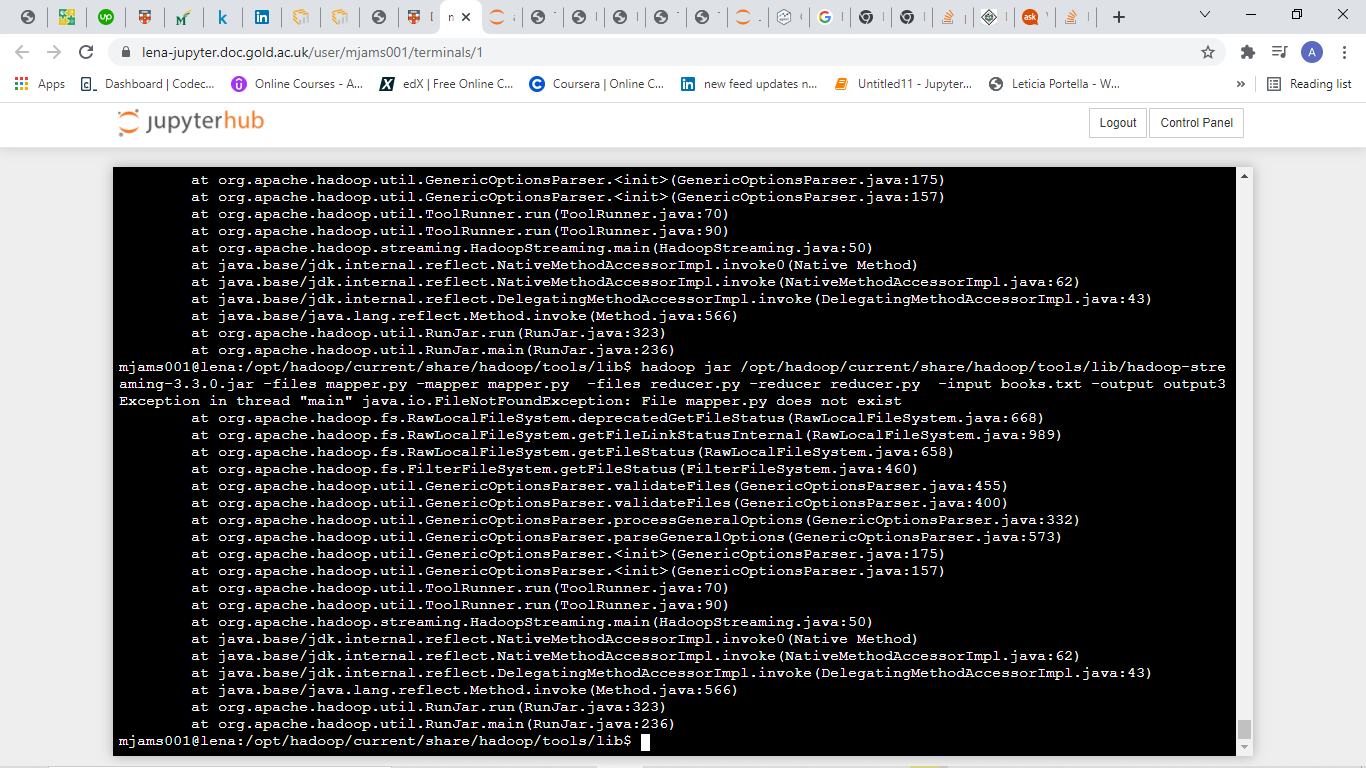 lena-jupyter.doc.gold.ac.uk/user/mjams001/terminals/1
Apps Dashboard | Codec... Online Courses - A... edX | Free Online C... Coursera | Online C... new feed updates n... Untitled11 - Jupyter... Leticia Portella - W... » Reading list
jupyterhub Logout Control Panel
at org.apache.hadoop.util.GenericOptionsParser.<init>(GenericOptionsParser.java:175)
at org.apache.hadoop.util.GenericOptionsParser.<init>(GenericOptionsParser.java:157)
at org.apache.hadoop.util.ToolRunner.run(ToolRunner.java:70)
at org.apache.hadoop.util.ToolRunner.run(ToolRunner.java:90)
at org.apache.hadoop.streaming.HadoopStreaming.main(HadoopStreaming.java:50)
at java.base/jdk.internal.reflect.NativeMethodAccessorImpl.invoke0(Native Method)
at java.base/jdk.internal.reflect.NativeMethodAccessorImpl.invoke(NativeMethodAccessorImpl.java:62)
at java.base/jdk.internal.reflect.DelegatingMethodAccessorImpl.invoke(DelegatingMethodAccessorImpl.java:43)
at java.base/java.lang.reflect.Method.invoke(Method.java:566)
at org.apache.hadoop.util.RunJar.run(RunJar.java:323)
at org.apache.hadoop.util.RunJar.main(RunJar.java:236)
mjams001@lena:/opt/hadoop/current/share/hadoop/tools/lib$ hadoop jar /opt/hadoop/current/share/hadoop/tools/lib/hadoop-stre
aming-3.3.0.jar -files mapper.py -mapper mapper.py  -files reducer.py -reducer reducer.py  -input books.txt -output output3
Exception in thread "main" java.io.FileNotFoundException: File mapper.py does not exist
at org.apache.hadoop.fs.RawLocalFileSystem.deprecatedGetFileStatus(RawLocalFileSystem.java:668)
at org.apache.hadoop.fs.RawLocalFileSystem.getFileLinkStatusInternal(RawLocalFileSystem.java:989)
at org.apache.hadoop.fs.RawLocalFileSystem.getFileStatus(RawLocalFileSystem.java:658)
at org.apache.hadoop.fs.FilterFileSystem.getFileStatus(FilterFileSystem.java:460)
at org.apache.hadoop.util.GenericOptionsParser.validateFiles(GenericOptionsParser.java:455)
at org.apache.hadoop.util.GenericOptionsParser.validateFiles(GenericOptionsParser.java:400)
at org.apache.hadoop.util.GenericOptionsParser.processGeneralOptions(GenericOptionsParser.java:332)
at org.apache.hadoop.util.GenericOptionsParser.parseGeneralOptions(GenericOptionsParser.java:573)
at org.apache.hadoop.util.GenericOptionsParser.<init>(GenericOptionsParser.java:175)
at org.apache.hadoop.util.GenericOptionsParser.<init>(GenericOptionsParser.java:157)
at org.apache.hadoop.util.ToolRunner.run(ToolRunner.java:70)
at org.apache.hadoop.util.ToolRunner.run(ToolRunner.java:90)
at org.apache.hadoop.streaming.HadoopStreaming.main(HadoopStreaming.java:50)
at java.base/jdk.internal.reflect.NativeMethodAccessorImpl.invoke0(Native Method)
at java.base/jdk.internal.reflect.NativeMethodAccessorImpl.invoke(NativeMethodAccessorImpl.java:62)
at java.base/jdk.internal.reflect.DelegatingMethodAccessorImpl.invoke(DelegatingMethodAccessorImpl.java:43)
at java.base/java.lang.reflect.Method.invoke(Method.java:566)
at org.apache.hadoop.util.RunJar.run(RunJar.java:323)
at org.apache.hadoop.util.RunJar.main(RunJar.java:236)
mjams001@lena:/opt/hadoop/current/share/hadoop/tools/lib$